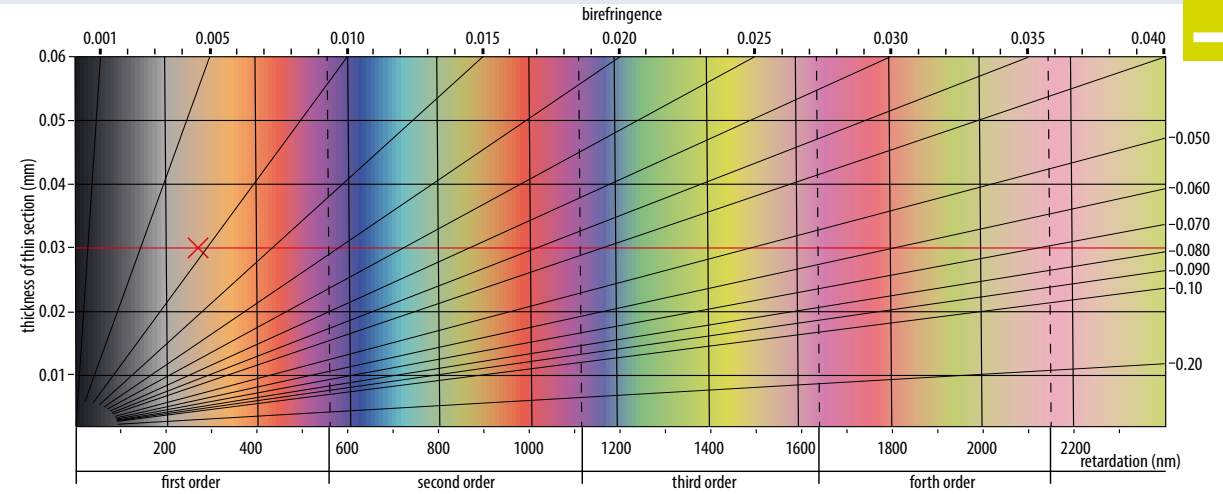 birefringence
0.001 0.005 0.010 0.015 0.020 0.025 0.030 0.035 0.040
thickness of thin section (mm)
0.06
0.05
0.04
0.03
0.02
0.01
-0.050
-0.060
-0.070
-0.080
-0.090
-0.10
-0.20
200 400 600 800 1000 1200 1400 1600 1800 2000 2200
retardation (nm)
first order second order third order forth order